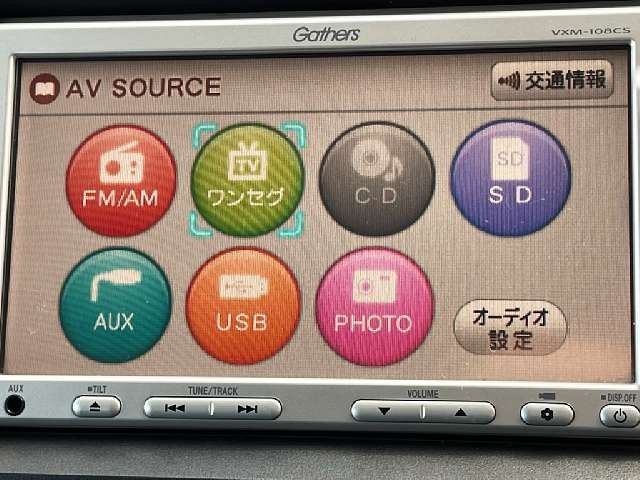 Gathers
VXM-108CS
AV SOURCE
交通情報
FM/AM
TV
ワンセグ
CD
SD
SD
AUX
USB
PHOTO
オーディオ
設定
AUX
TILT
TUNE/TRACK
VOLUME
DISP.OFF